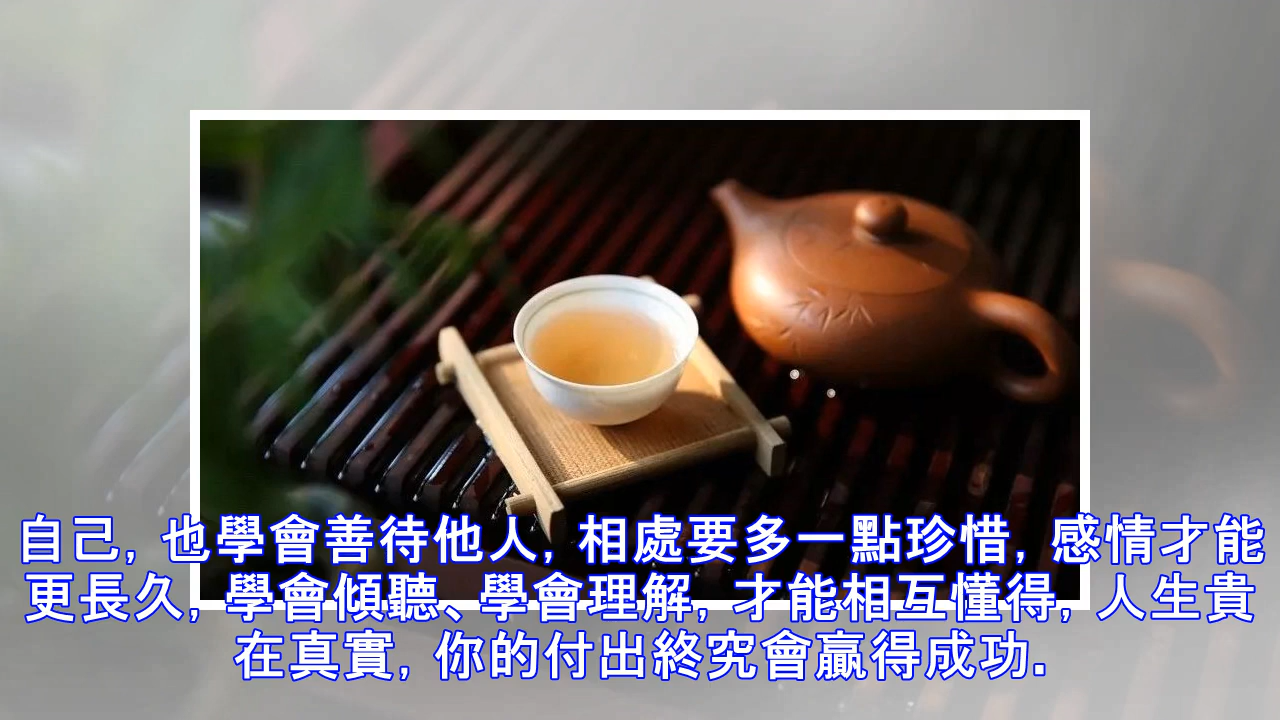 自己, 也學會善待他人, 相處要多一點珍惜, 感情才能
更長久, 學會傾聽、學會理解, 才能相互懂得, 人生貴
在真實, 你的付出終究會贏得成功.